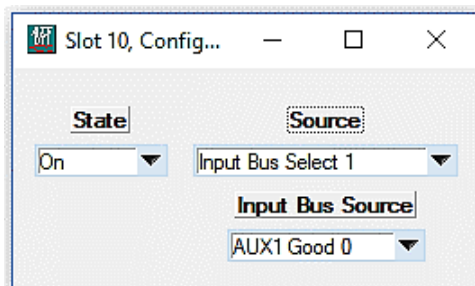 Slot 10, Config...
State Source
On Input Bus Select 1
Input Bus Source
AUX1 Good 0